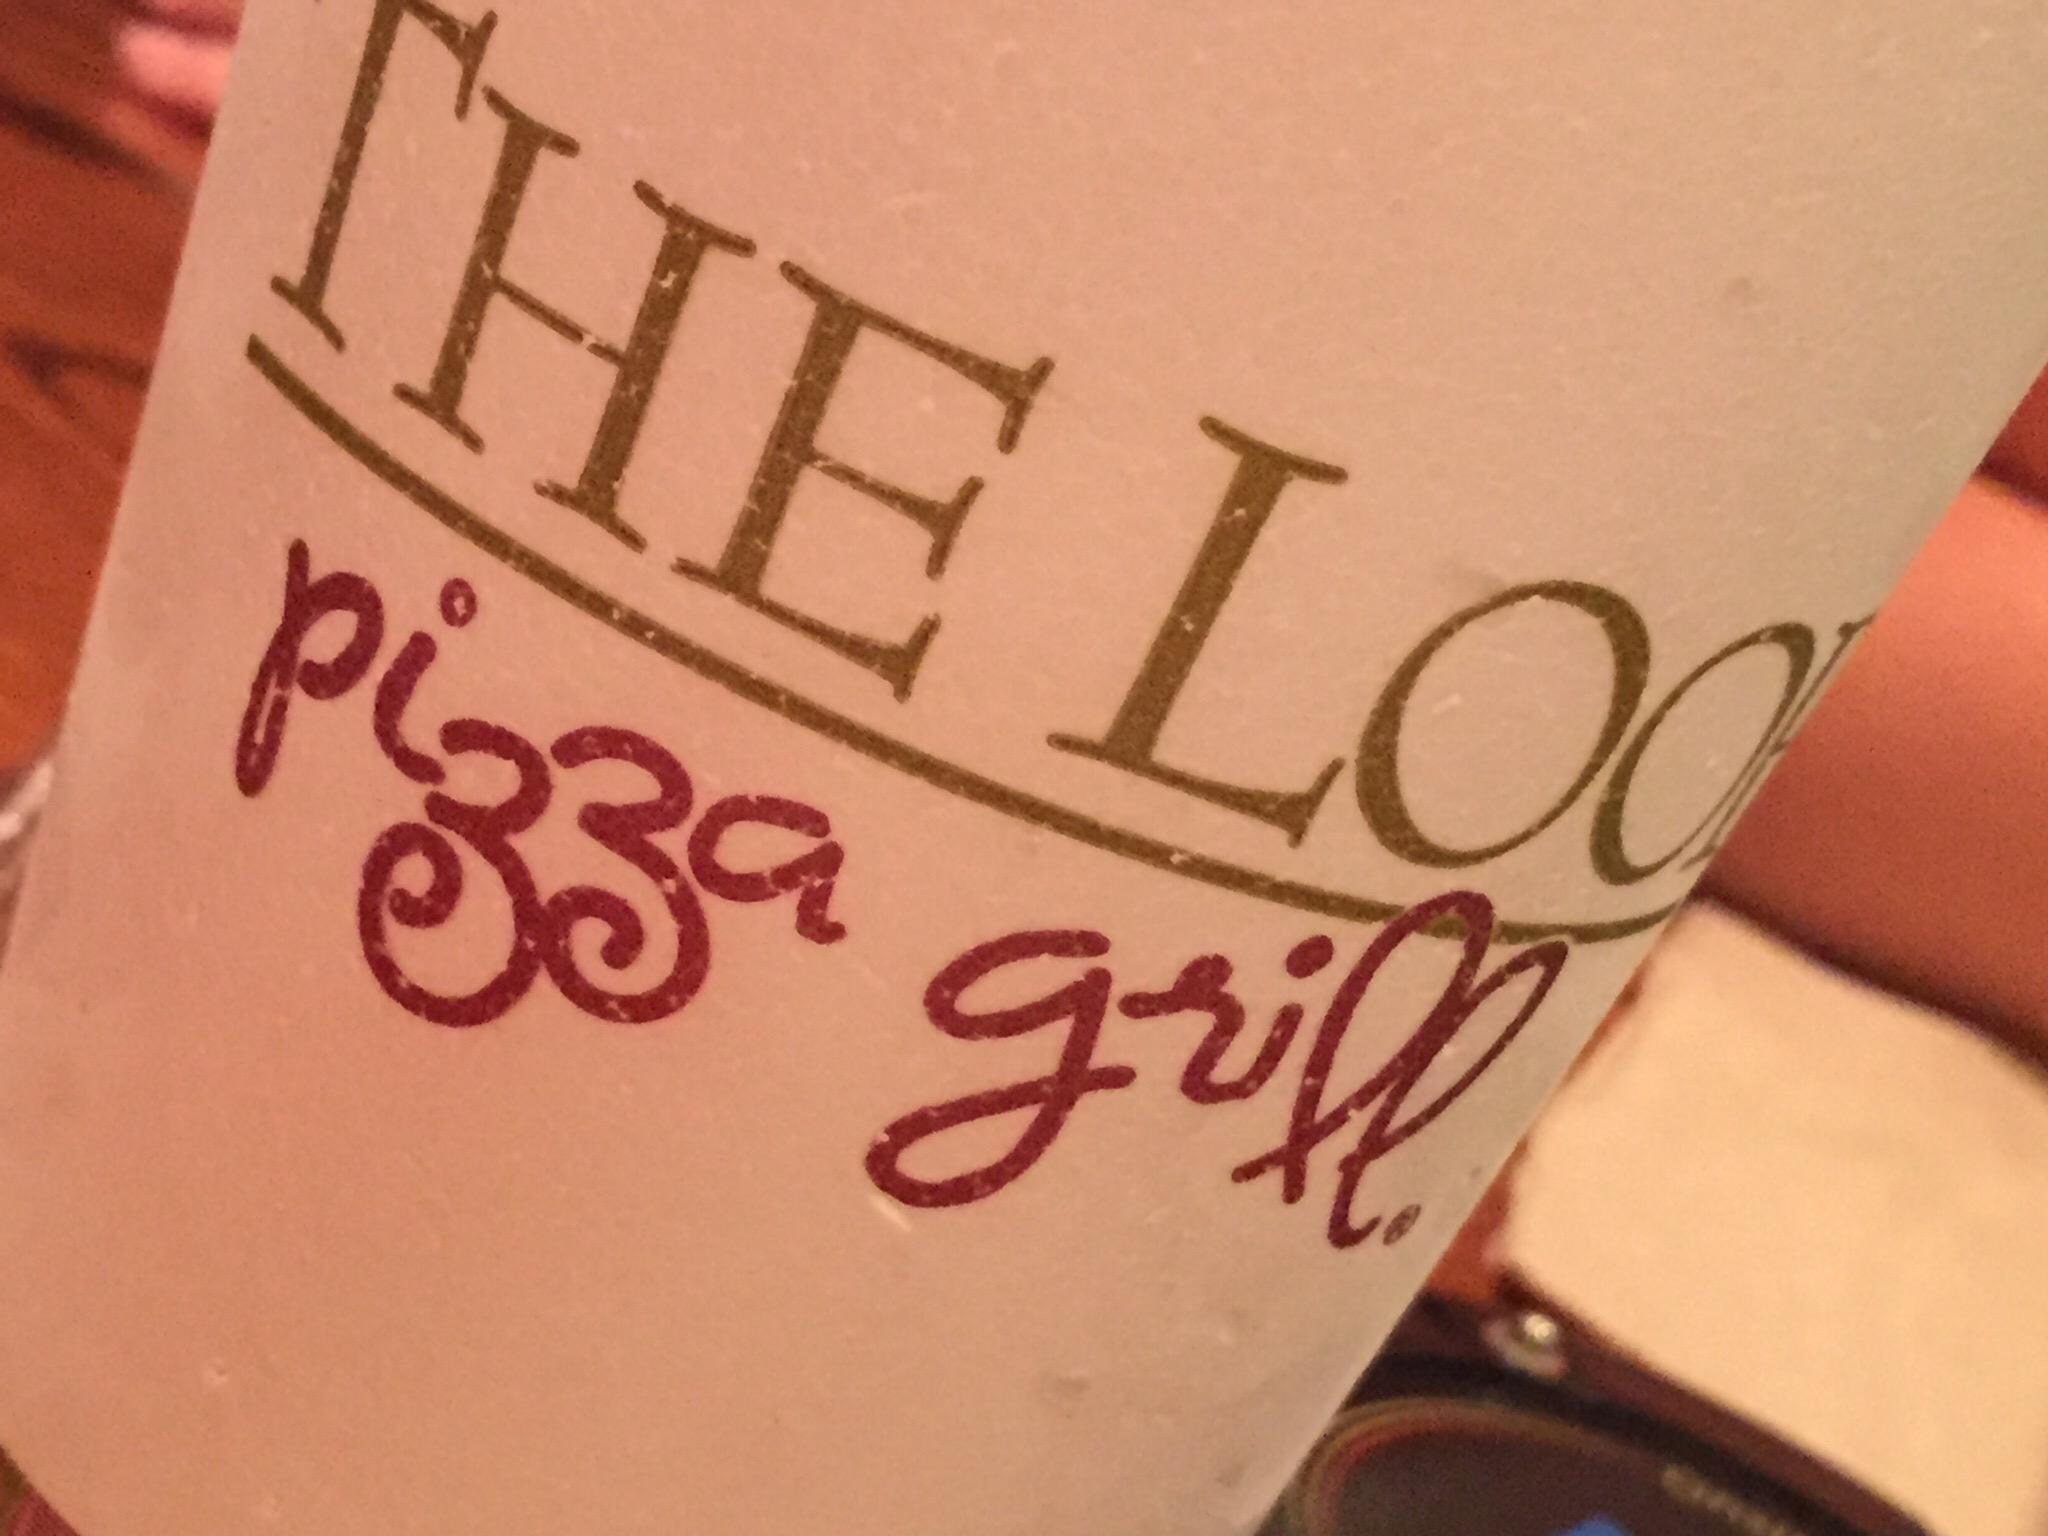 THE LOO
pizza grill®